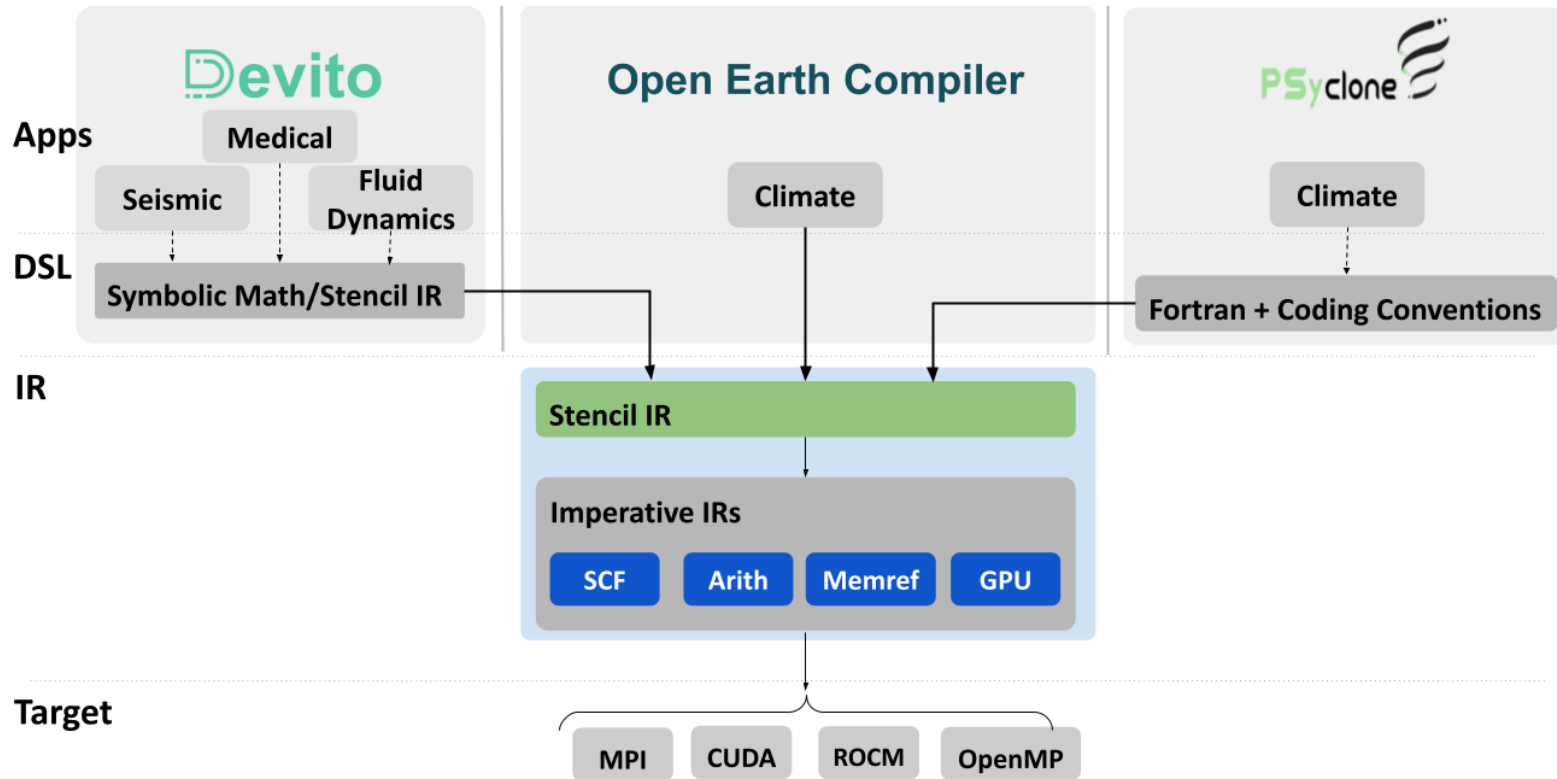 Devito
Open Earth Compiler
PSyclone
Apps
Medical
Seismic
Fluid
Dynamics
Climate
Climate
DSL
Symbolic Math/Stencil IR
Fortran + Coding Conventions
IR
Stencil IR
Imperative IRs
SCF
Arith
Memref
GPU
Target
MPI
CUDA
ROCM
OpenMP